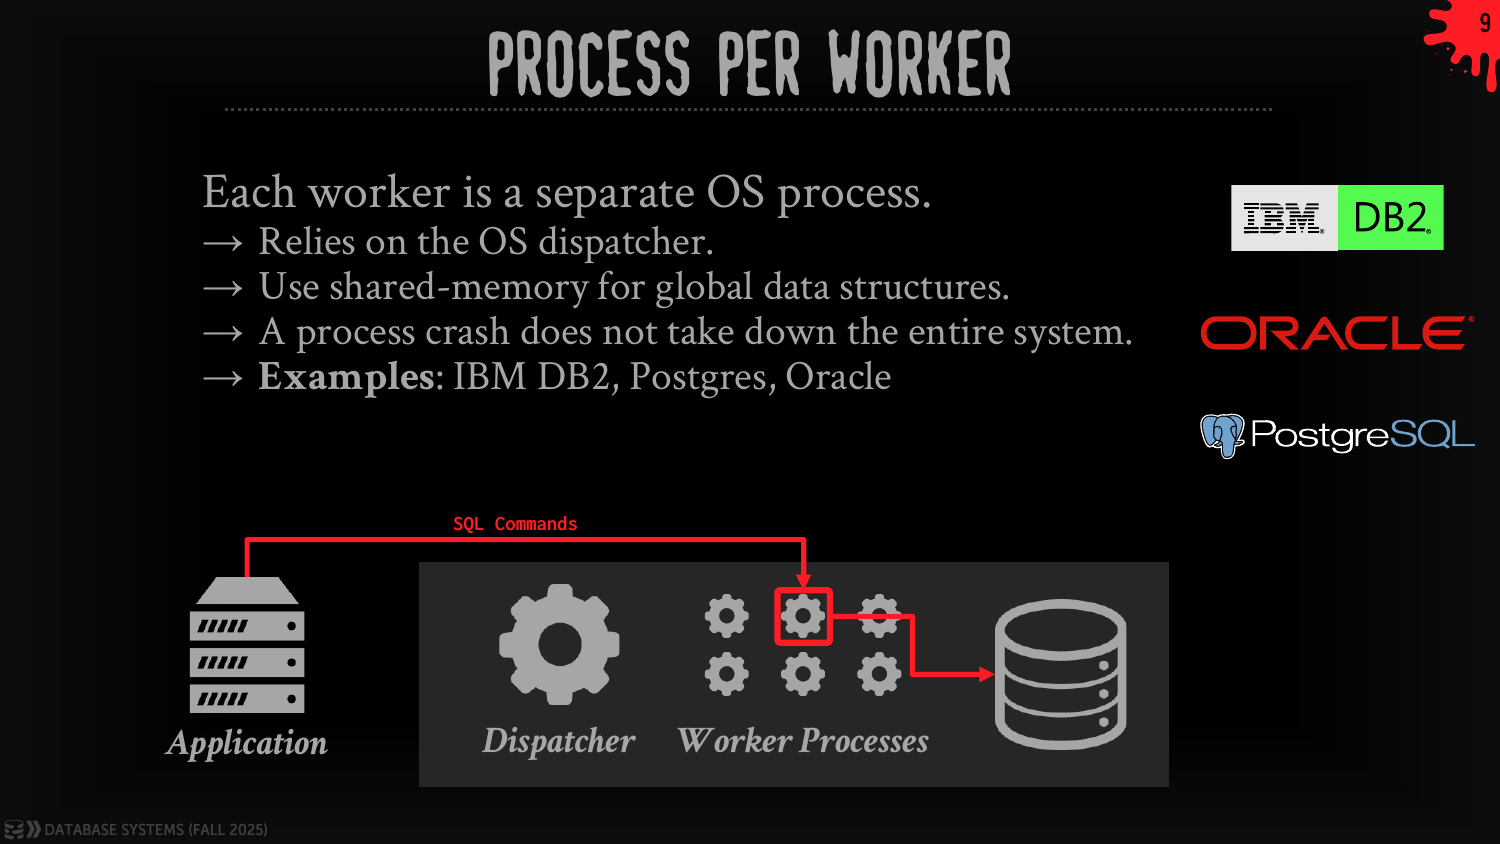 PROCESS PER WORKER
9
Each worker is a separate OS process.
→ Relies on the OS dispatcher.
→ Use shared-memory for global data structures.
→ A process crash does not take down the entire system.
→ Examples: IBM DB2, Postgres, Oracle
IBM® DB2®
ORACLE®
PostgreSQL
SQL Commands
Application
Dispatcher
Worker Processes
DATABASE SYSTEMS (FALL 2025)